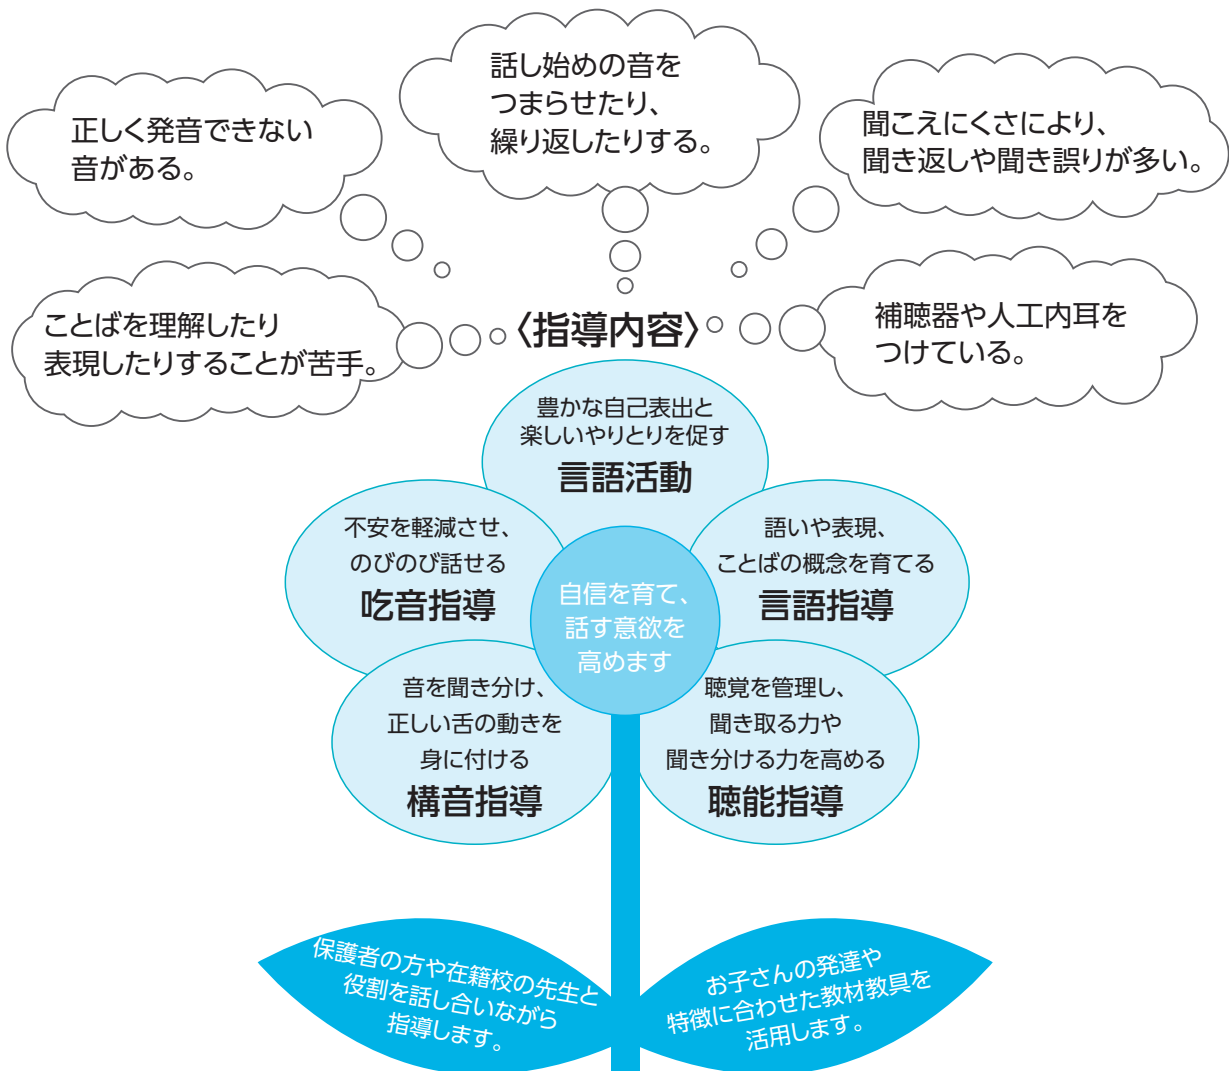 正しく発音できない
音がある。
話し始めの音を
つまらせたり、
繰り返したりする。
聞こえにくさにより、
聞き返しや聞き誤りが多い。
ことばを理解したり
表現したりすることが苦手。
補聴器や人工内耳を
つけている。
〈指導内容〉
豊かな自己表出と
楽しいやりとりを促す
言語活動
不安を軽減させ、
のびのび話せる
吃音指導
語いや表現、
ことばの概念を育てる
言語指導
自信を育て、
話す意欲を
高めます
音を聞き分け、
正しい舌の動きを
身に付ける
構音指導
聴覚を管理し、
聞き取る力や
聞き分ける力を高める
聴能指導
保護者の方や在籍校の先生と
役割を話し合いながら
指導します。
お子さんの発達や
特徴に合わせた教材教具を
活用します。